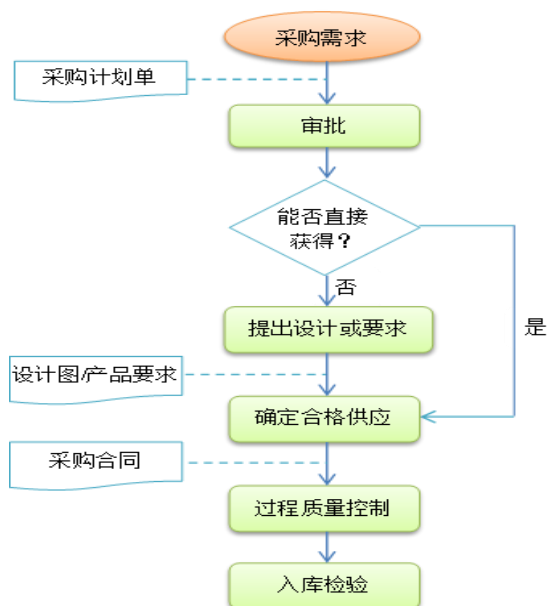 采购需求
采购计划单
审批
能否直接
获得？
否
提出设计或要求
是
设计图/产品要求
确定合格供应
采购合同
过程质量控制
入库检验